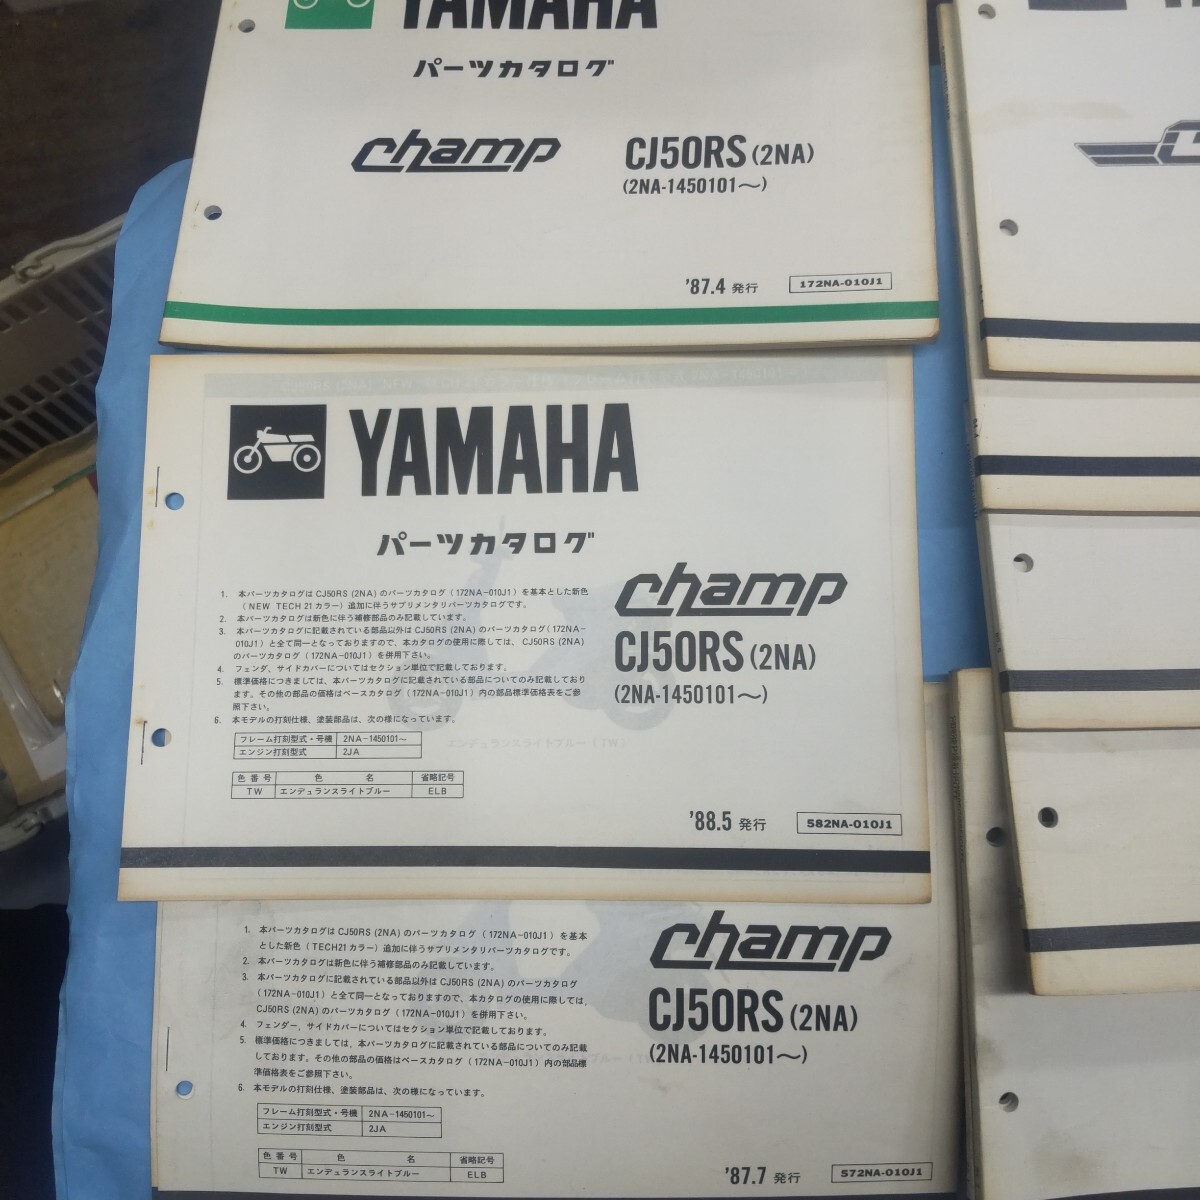 YAMAHA
パーツカタログ
champ CJ50RS (2NA)
(2NA-1450101〜)
'87.4 発行 172NA-010J1
YAMAHA
パーツカタログ
1. 本パーツカタログは CJ50RS (2NA) のパーツカタログ (172NA-010J1) を基本とした新色
(NEW TECH 21 カラー) 追加に伴うサプリメンタリパーツカタログです。
2. 本パーツカタログは新色に伴う補修部品のみ記載しています。
3. 本パーツカタログに記載されている部品以外は CJ50RS (2NA) のパーツカタログ (172NA-
010J1) と全て同一となっておりますので、本カタログの使用に際しては、CJ50RS (2NA)
のパーツカタログ (172NA-010J1) を併用下さい。
4. フェンダ、サイドカバーについてはセクション単位で記載しております。
5. 標準価格につきましては、本パーツカタログに記載されている部品についてのみ記載しており
ます。その他の部品の価格はベースカタログ (172NA-010J1) 内の部品標準価格表をご参
照下さい。
6. 本モデルの打刻仕様、塗装部品は、次の様になっています。
フレーム打刻型式・号機 2NA-1450101〜
エンジン打刻型式 2JA
色番号 色名 省略記号
TW エンデュランスライトブルー ELB
champ
CJ50RS (2NA)
(2NA-1450101〜)
'88.5 発行 582NA-010J1
1. 本パーツカタログは CJ50RS (2NA) のパーツカタログ (172NA-010J1) を基本
とした新色 (TECH21 カラー) 追加に伴うサプリメンタリパーツカタログです。
2. 本パーツカタログは新色に伴う補修部品のみ記載しています。
3. 本パーツカタログに記載されている部品以外は CJ50RS (2NA) のパーツカタログ
(172NA-010J1) と全て同一となっておりますので、本カタログの使用に際しては、
CJ50RS (2NA) のパーツカタログ (172NA-010J1) を併用下さい。
4. フェンダー、サイドカバーについてはセクション単位で記載しております。
5. 標準価格につきましては、本パーツカタログに記載されている部品についてのみ記載
しております。その他の部品の価格はベースカタログ (172NA-010J1) 内の部品標
準価格表をご参照下さい。
6. 本モデルの打刻仕様、塗装部品は、次の様になっています。
フレーム打刻型式・号機 2NA-1450101〜
エンジン打刻型式 2JA
色番号 色名 省略記号
TW エンデュランスライトブルー ELB
champ
CJ50RS (2NA)
(2NA-1450101〜)
'87.7 発行 572NA-010J1